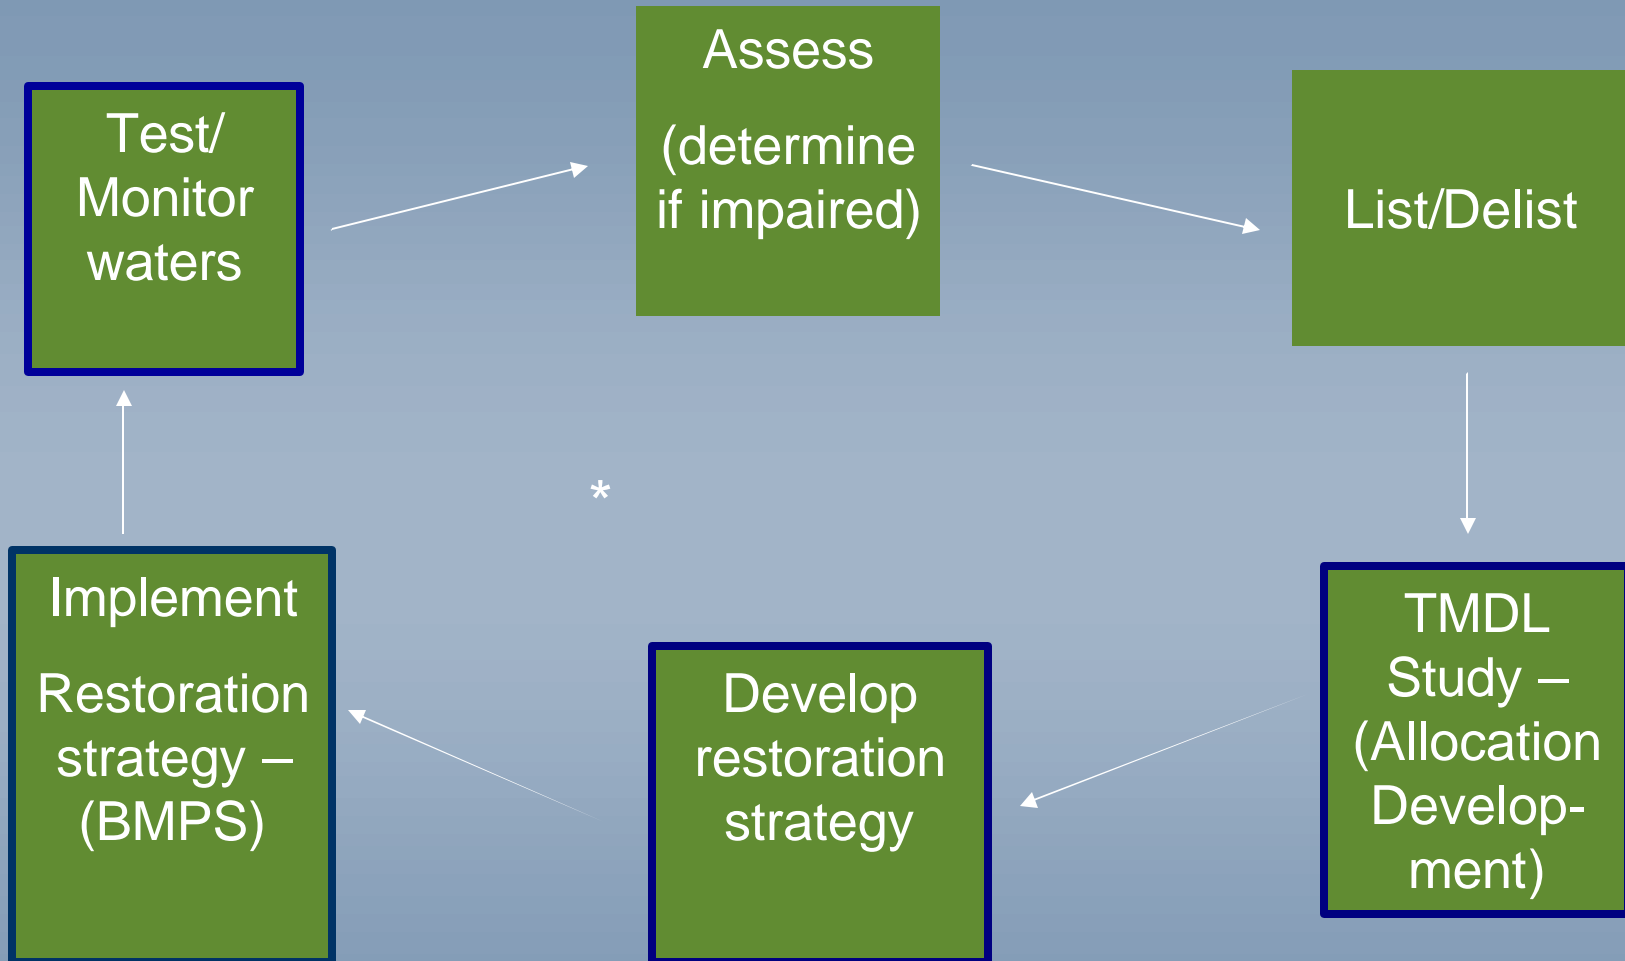 Test/
Monitor
waters
Assess
(determine
if impaired)
List/Delist
TMDL
Study –
(Allocation
Develop-
ment)
Develop
restoration
strategy
Implement
Restoration
strategy –
(BMPS)
*